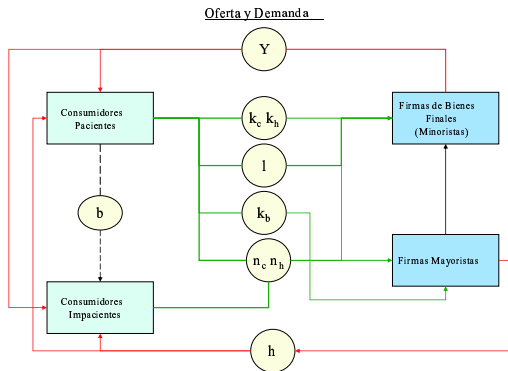 Oferta y Demanda
Y
Consumidores
Pacientes
k_c k_h
Firmas de Bienes
Finales
(Minoristas)
l
b
k_b
n_c n_h
Firmas Mayoristas
Consumidores
Impacientes
h